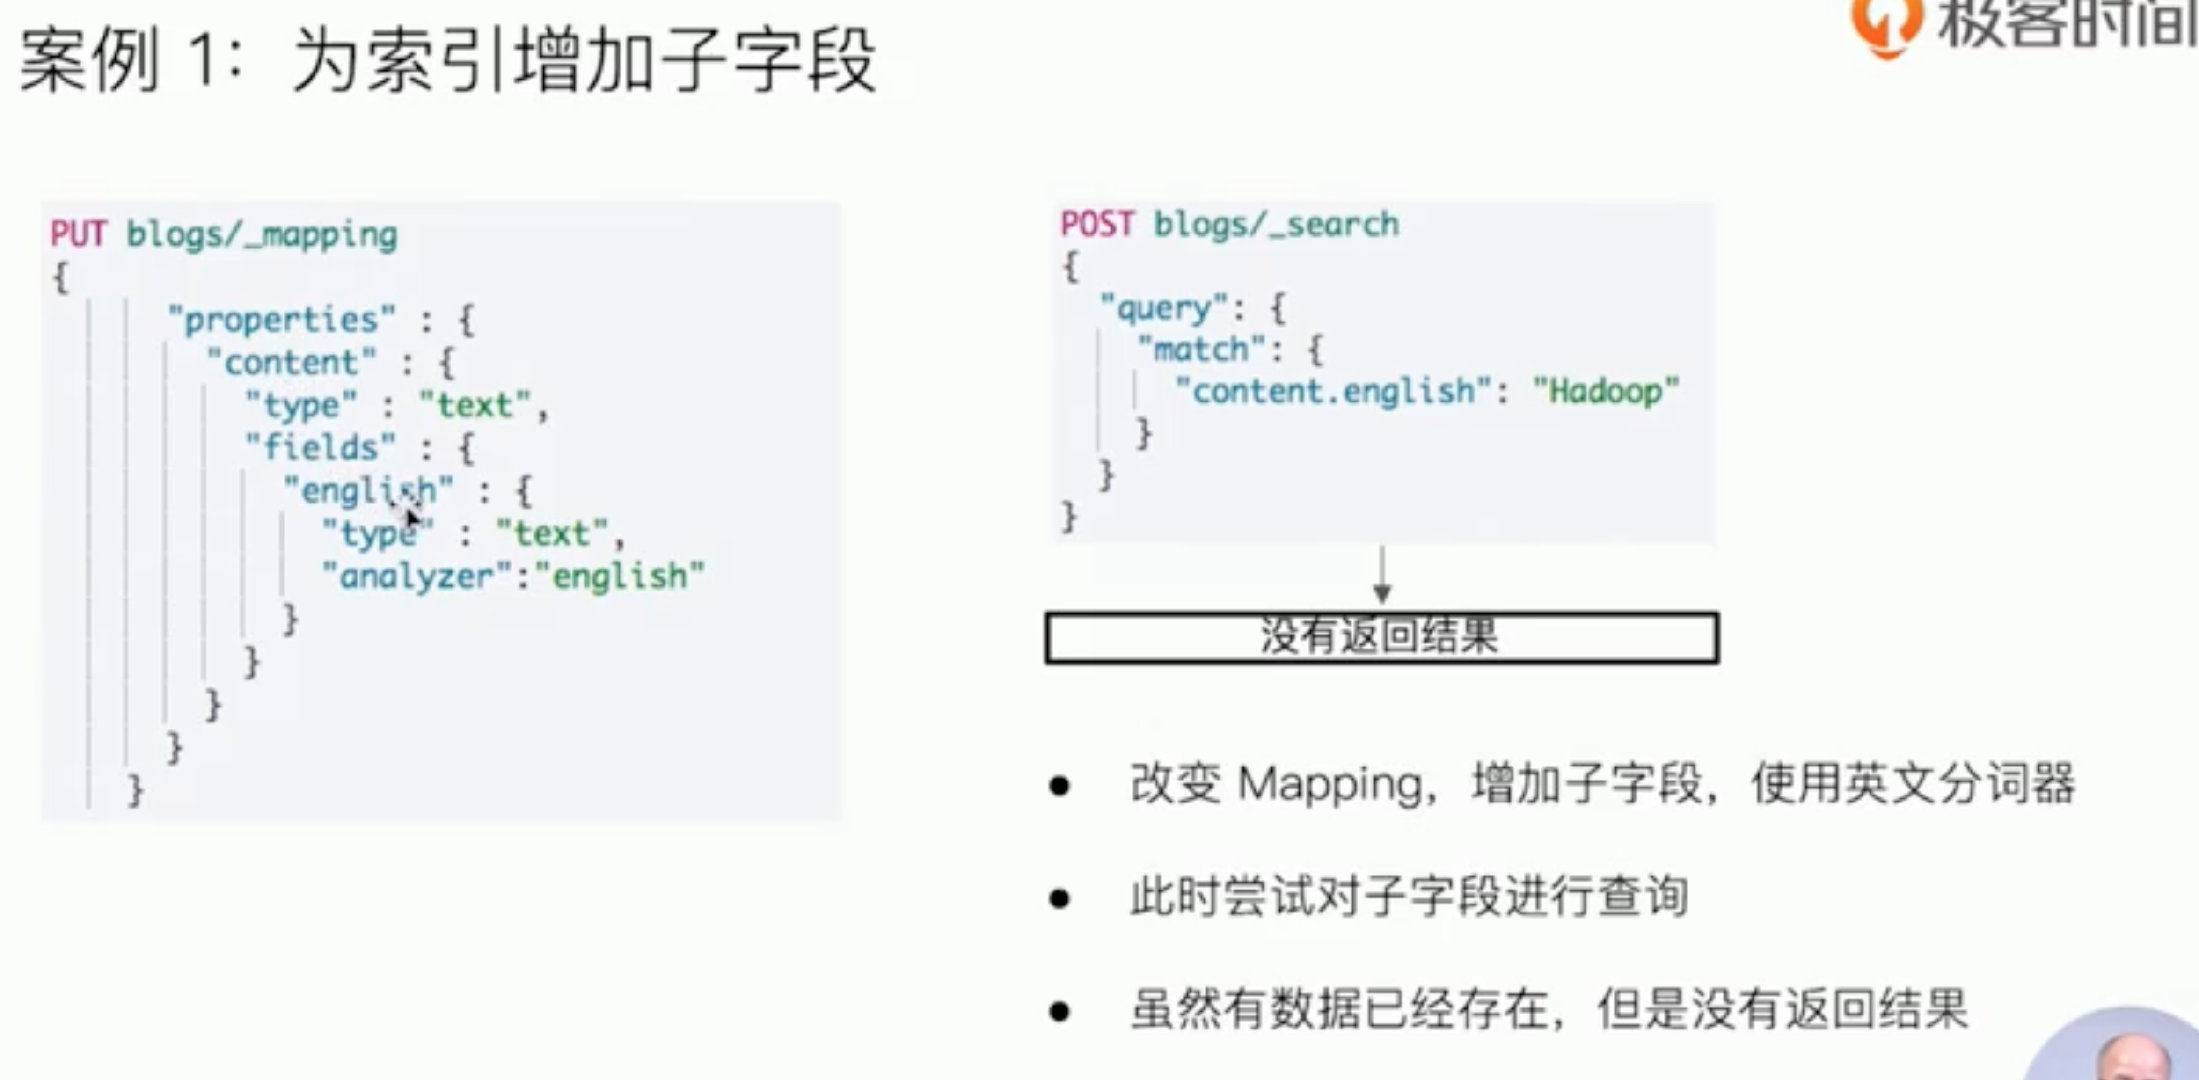 案例 1：为索引增加子字段
极客时间
PUT blogs/_mapping
{
"properties" : {
"content" : {
"type" : "text",
"fields" : {
"english" : {
"type" : "text",
"analyzer":"english"
}
}
}
}
}
POST blogs/_search
{
"query": {
"match": {
"content.english": "Hadoop"
}
}
}
没有返回结果
● 改变 Mapping，增加子字段，使用英文分词器
● 此时尝试对子字段进行查询
● 虽然有数据已经存在，但是没有返回结果